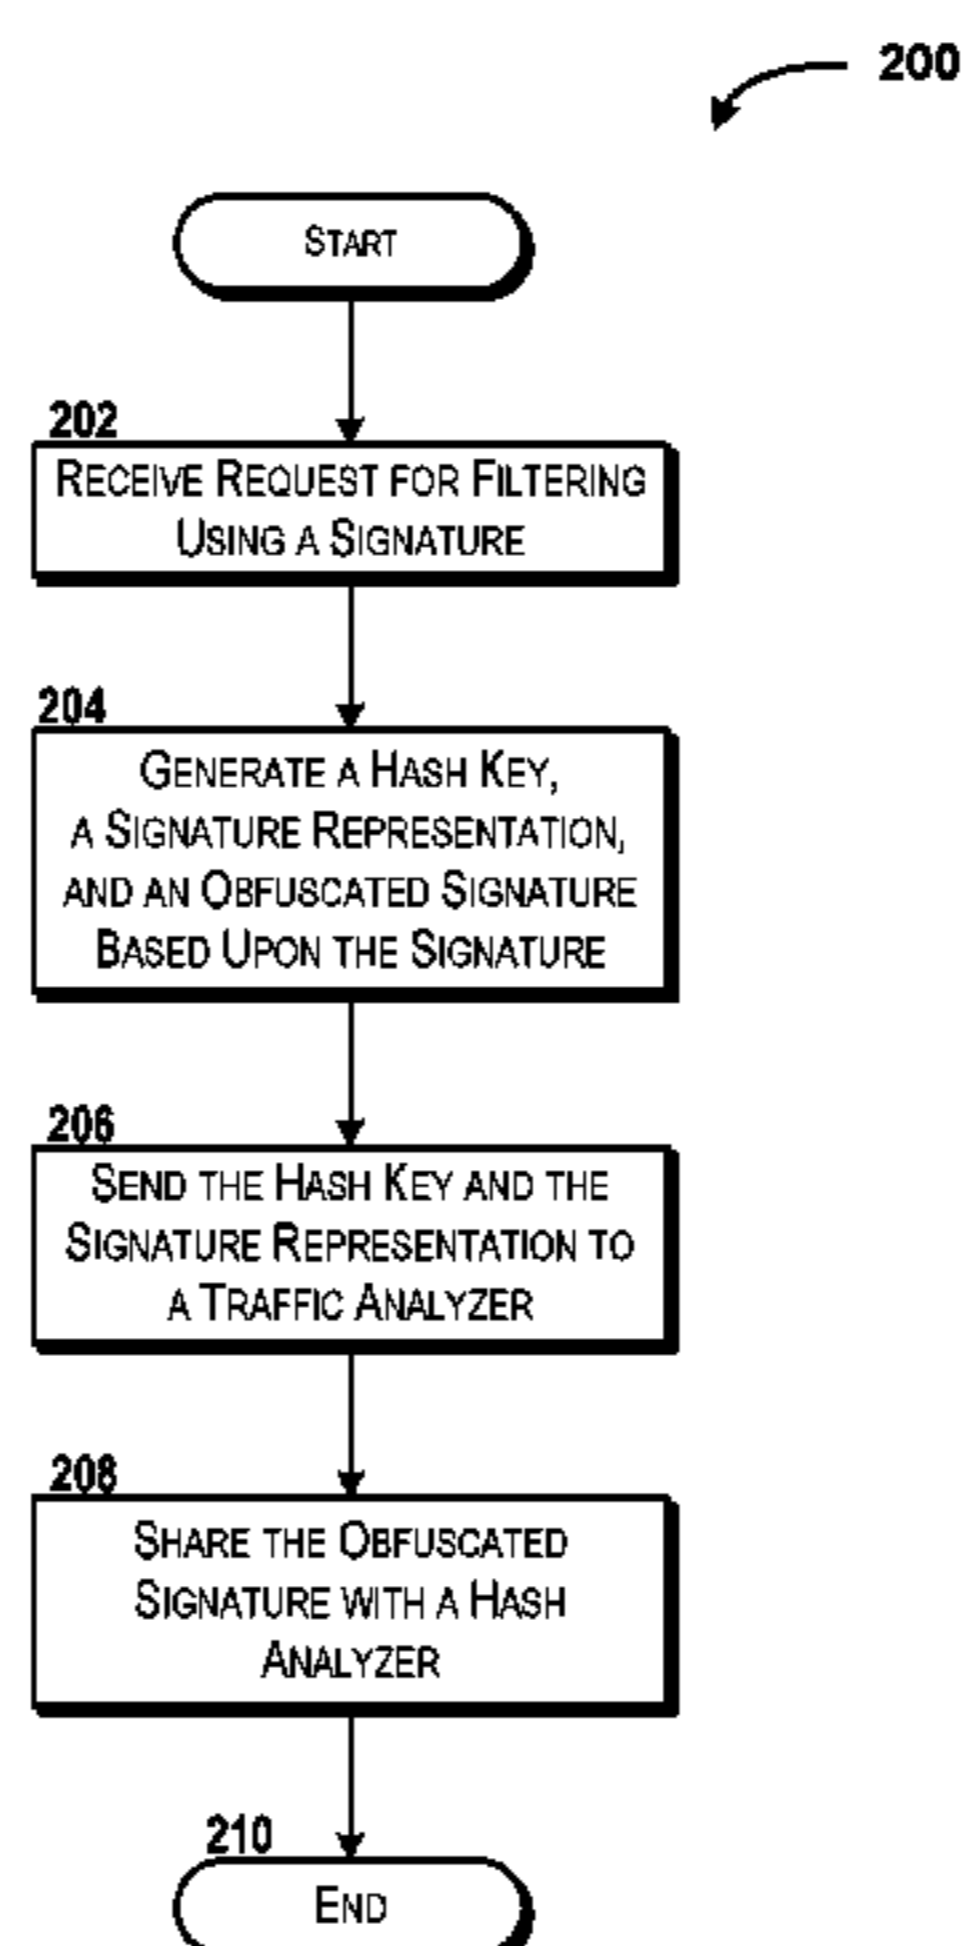 200
START
202
RECEIVE REQUEST FOR FILTERING
USING A SIGNATURE
204
GENERATE A HASH KEY,
A SIGNATURE REPRESENTATION,
AND AN OBFUSCATED SIGNATURE
BASED UPON THE SIGNATURE
206
SEND THE HASH KEY AND THE
SIGNATURE REPRESENTATION TO
A TRAFFIC ANALYZER
208
SHARE THE OBFUSCATED
SIGNATURE WITH A HASH
ANALYZER
210
END